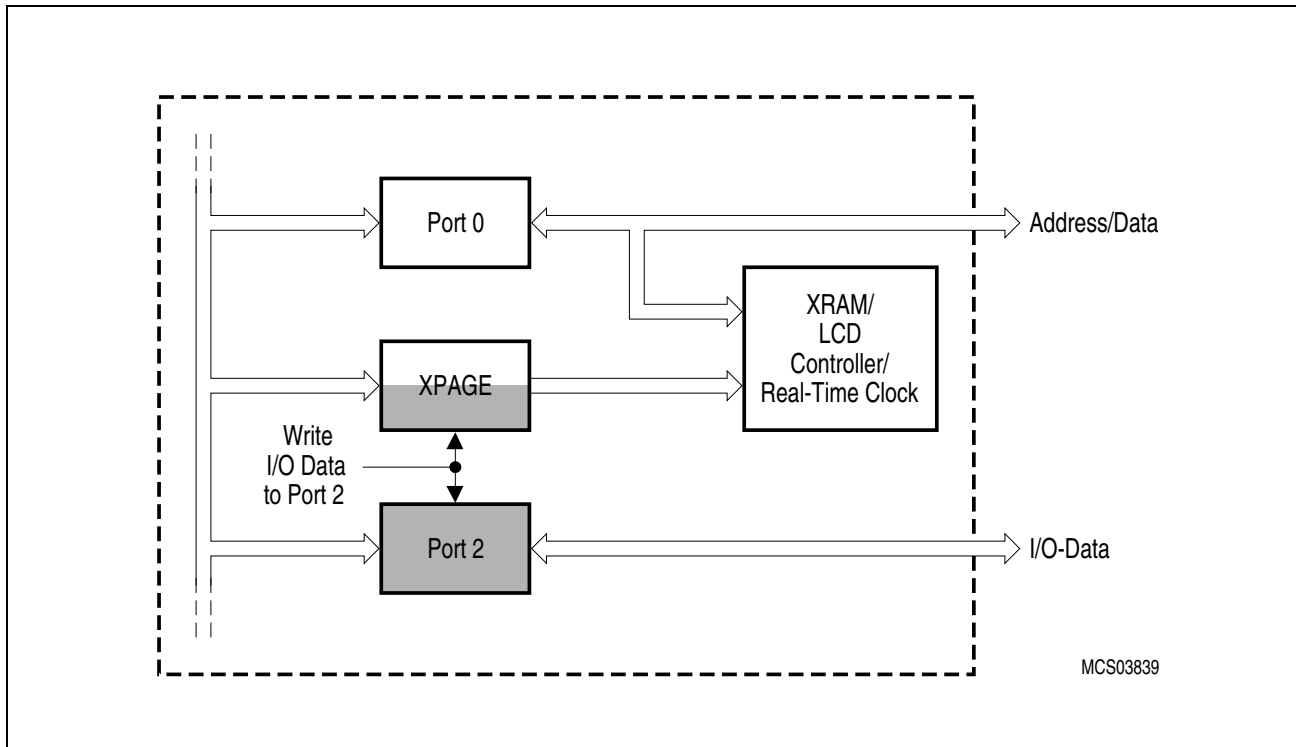 Port 0
Address/Data
XRAM/
LCD
Controller/
Real-Time Clock
XPAGE
Write
I/O Data
to Port 2
Port 2
I/O-Data
MCS03839